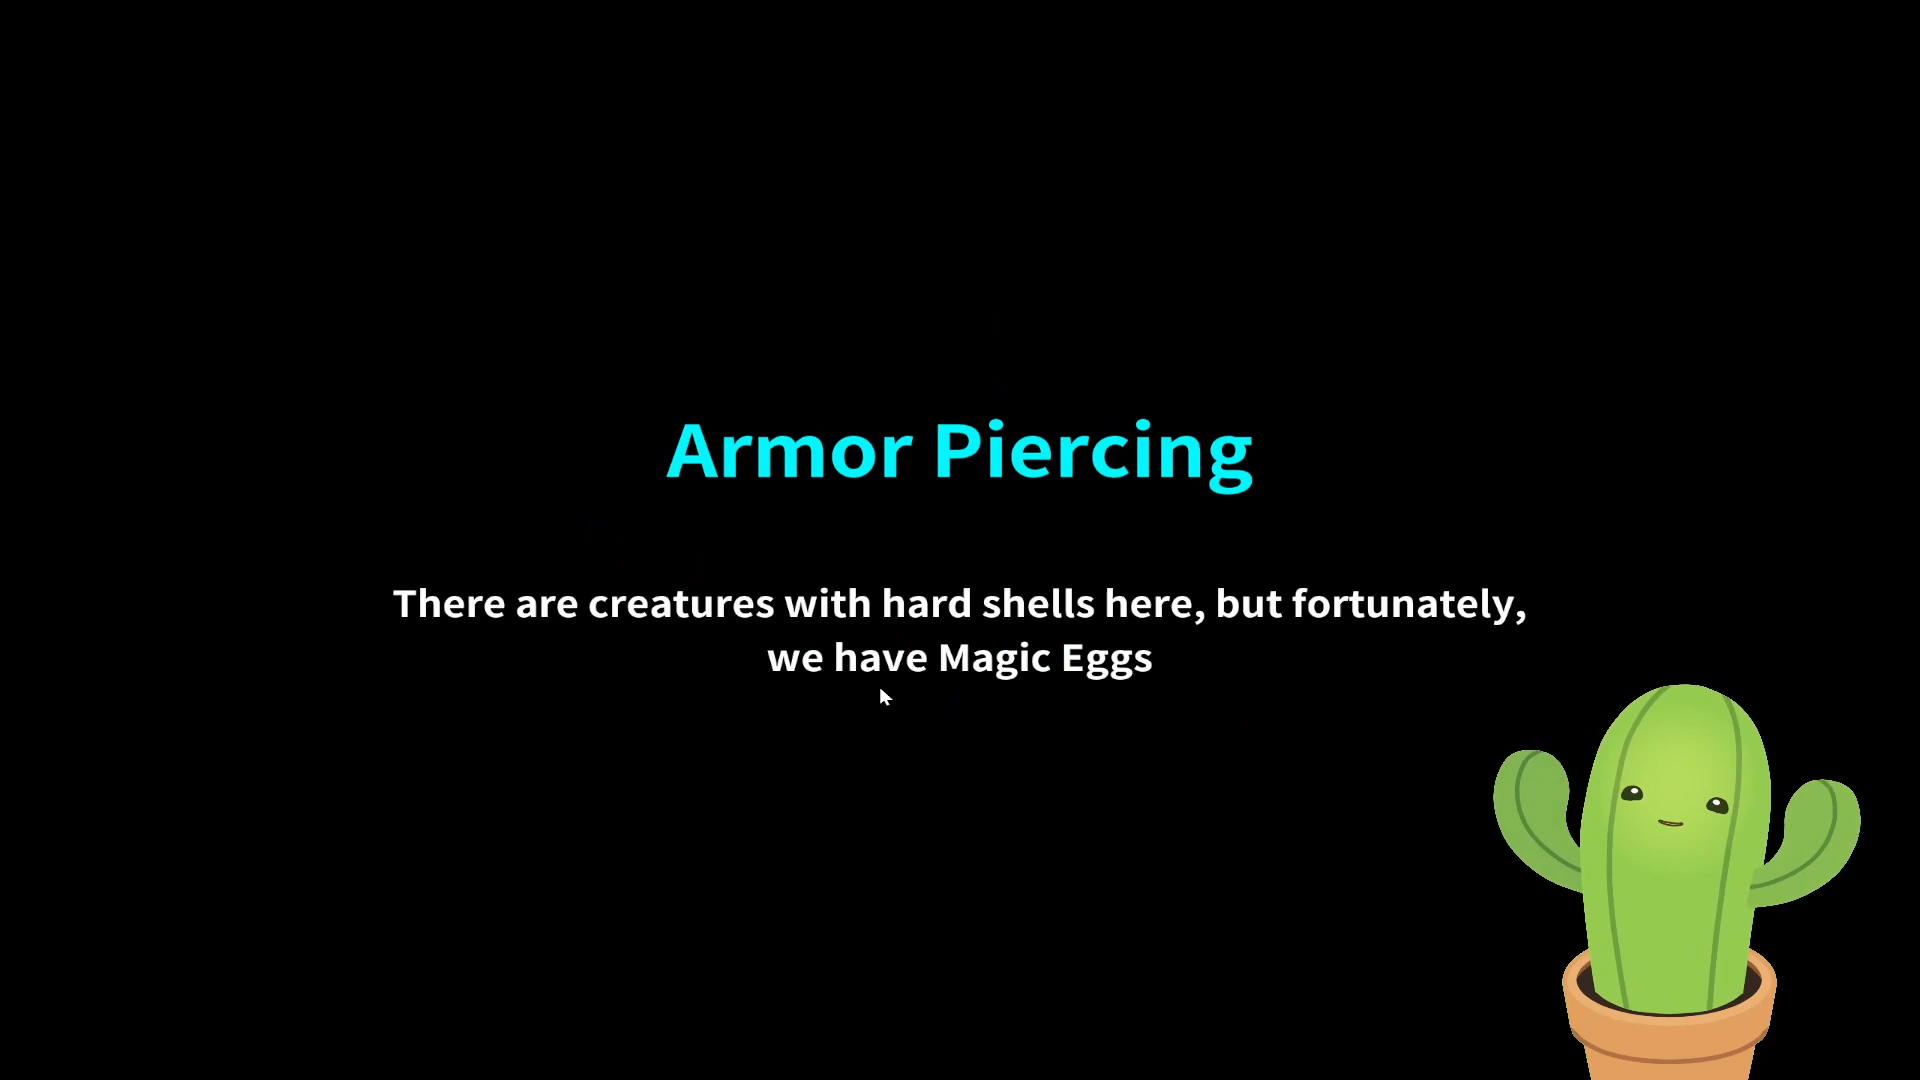 Armor Piercing
There are creatures with hard shells here, but fortunately,
we have Magic Eggs